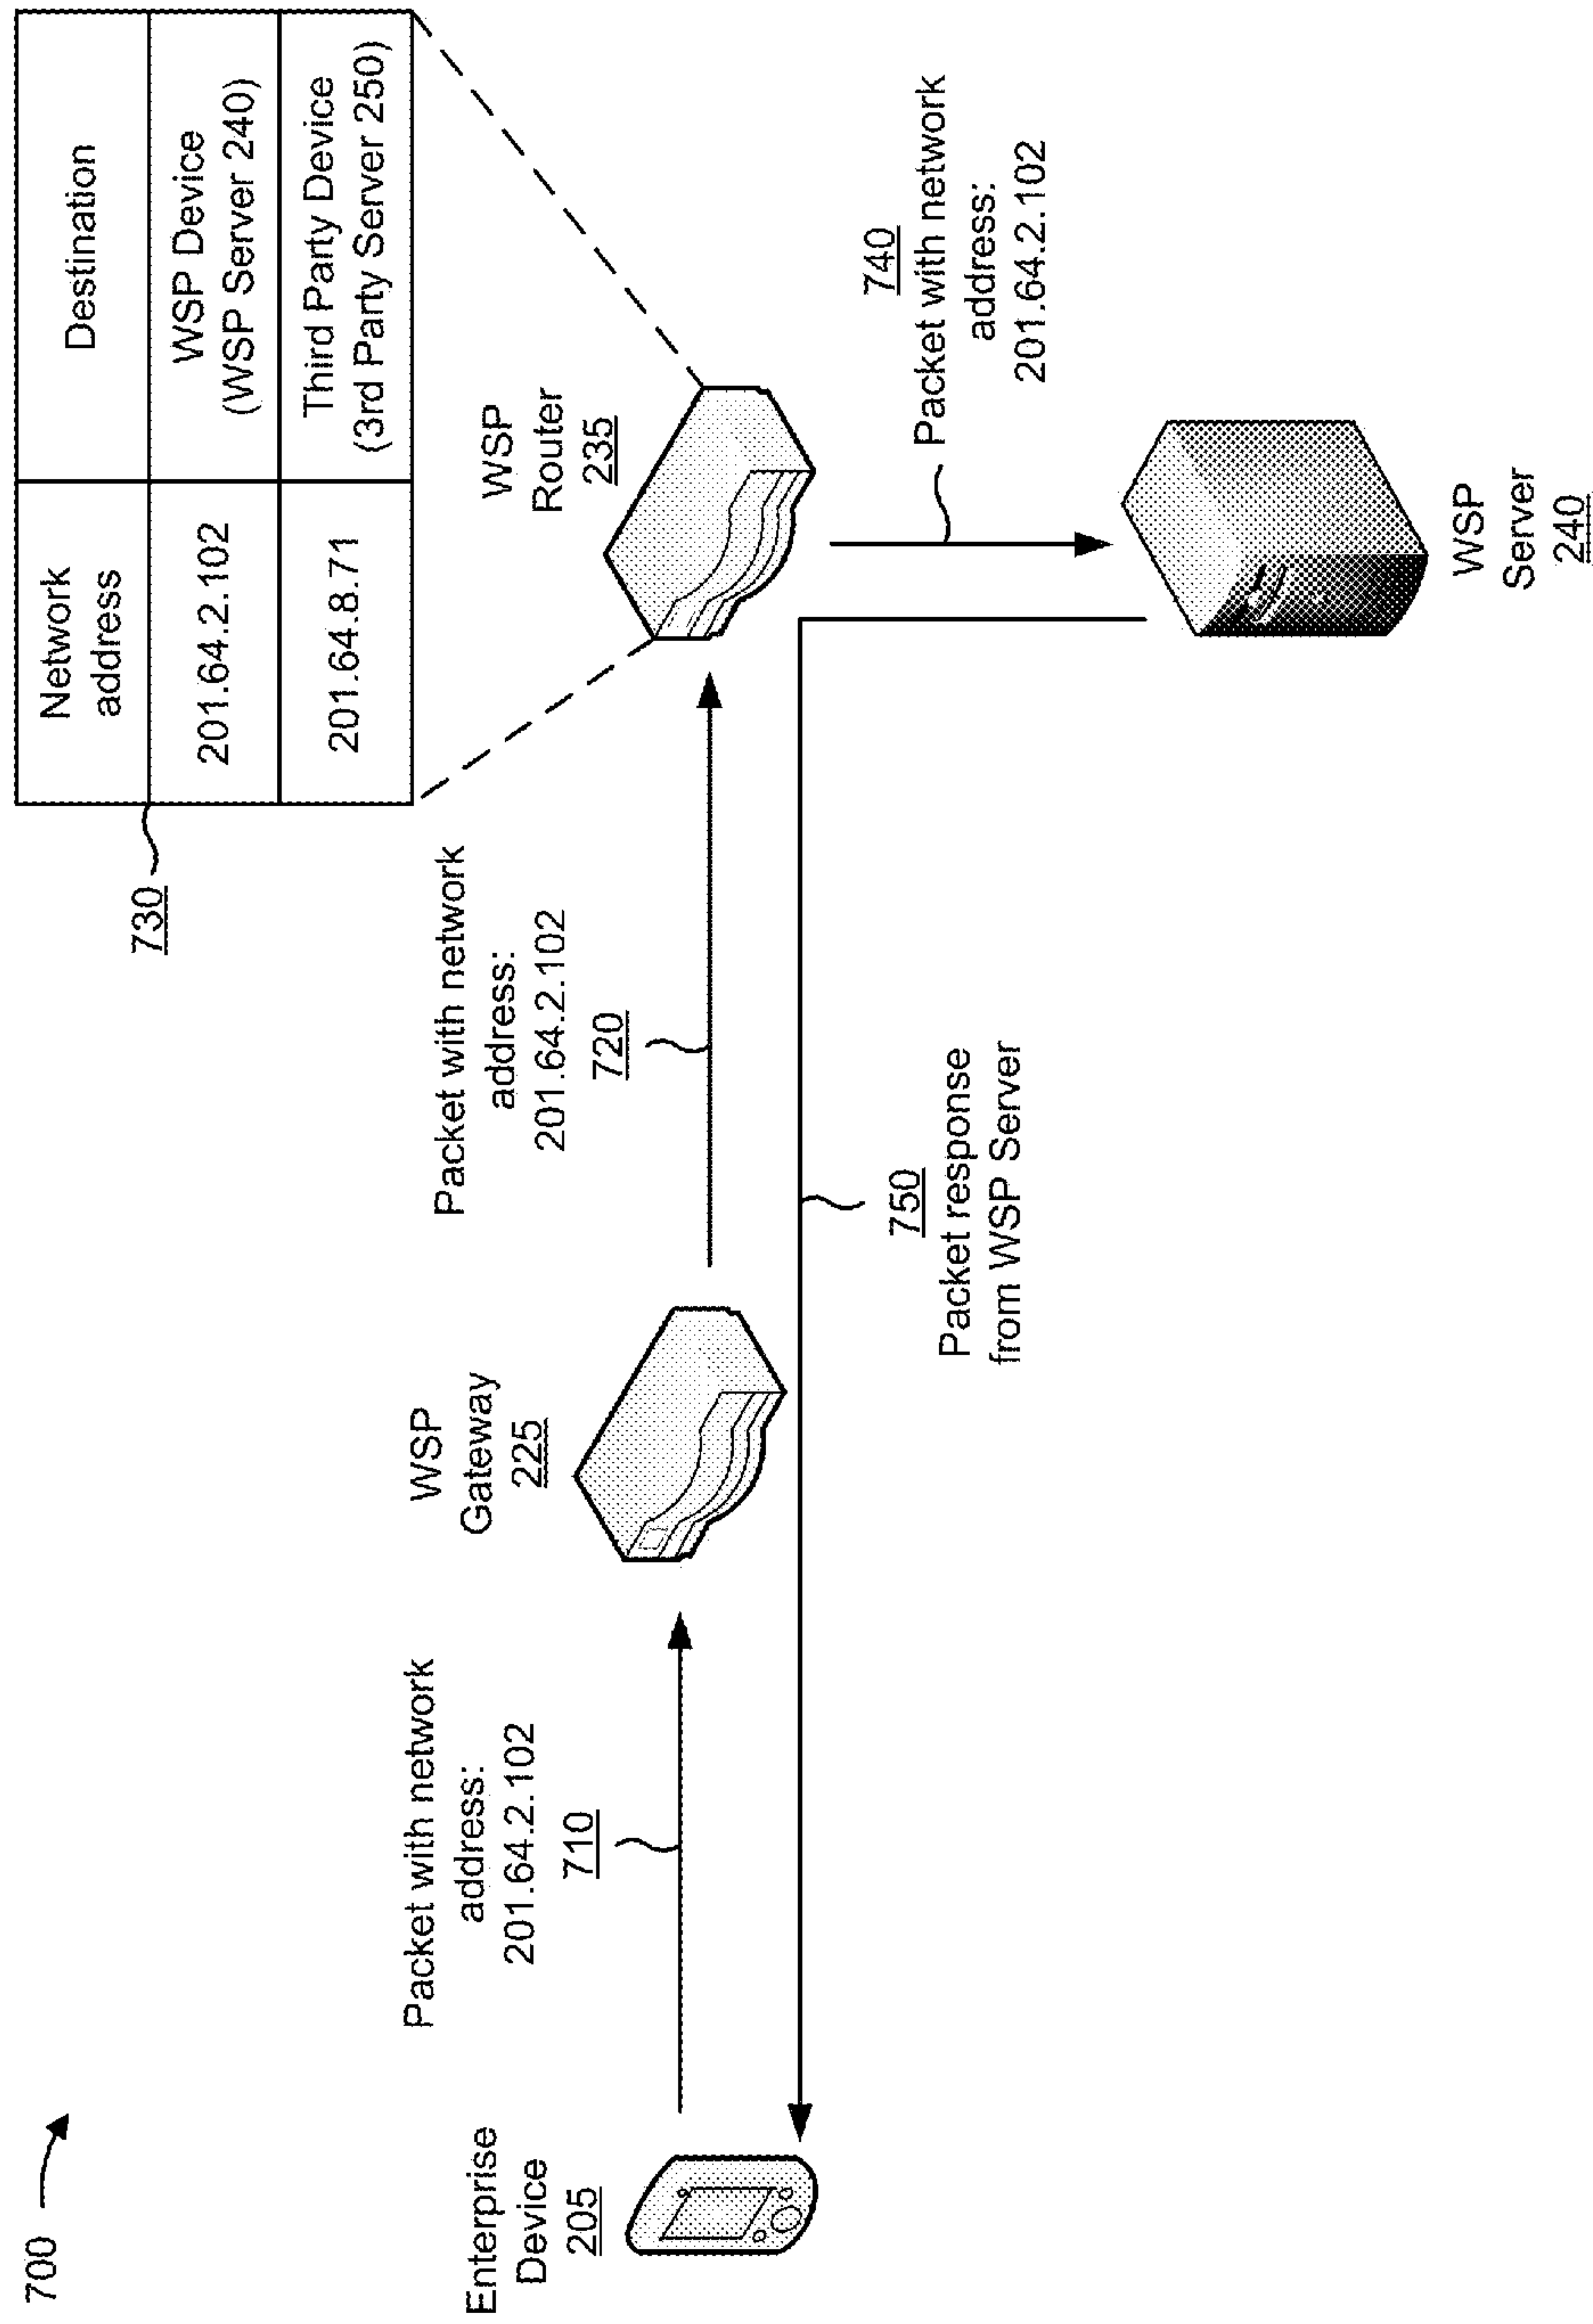 700
Network
address
Destination
201.64.2.102
WSP Device
(WSP Server 240)
201.64.8.71
Third Party Device
(3rd Party Server 250)
730
Enterprise
Device
205
Packet with network
address:
201.64.2.102
710
WSP
Gateway
225
Packet with network
address:
201.64.2.102
720
WSP
Router
235
740
Packet with network
address:
201.64.2.102
750
Packet response
from WSP Server
WSP
Server
240